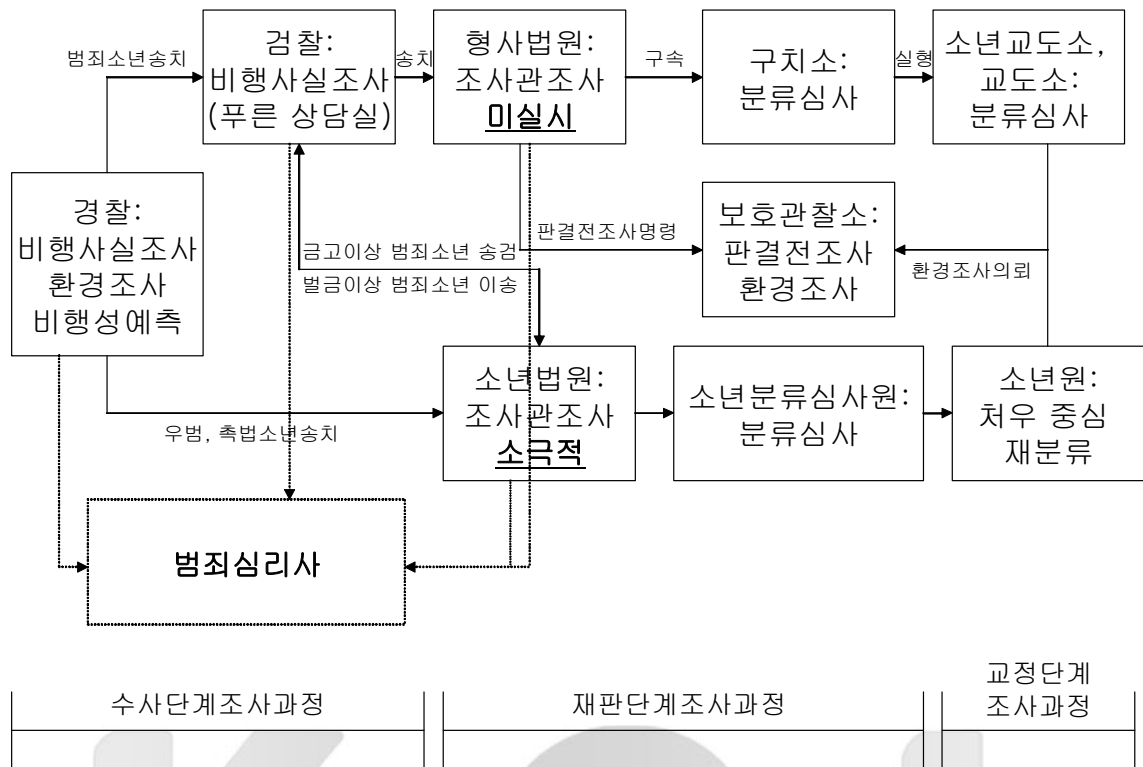 범죄소년송치
검찰:
비행사실조사
(푸른 상담실)
송치
형사법원:
조사관조사
미실시
구속
구치소:
분류심사
실형
소년교도소,
교도소:
분류심사
경찰:
비행사실조사
환경조사
비행성예측
금고이상 범죄소년 송검
벌금이상 범죄소년 이송
판결전조사명령
보호관찰소:
판결전조사
환경조사
환경조사의뢰
우범, 촉법소년송치
소년법원:
조사관조사
소극적
소년분류심사원:
분류심사
소년원:
처우 중심
재분류
범죄심리사
수사단계조사과정
재판단계조사과정
교정단계
조사과정